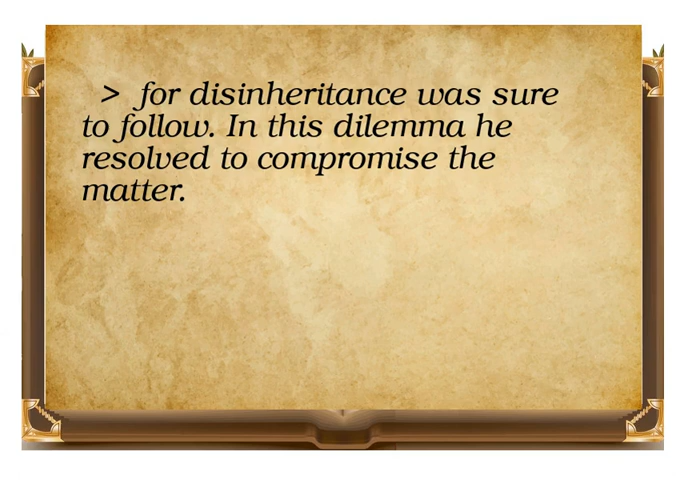 > for disinheritance was sure
to follow. In this dilemma he
resolved to compromise the
matter.